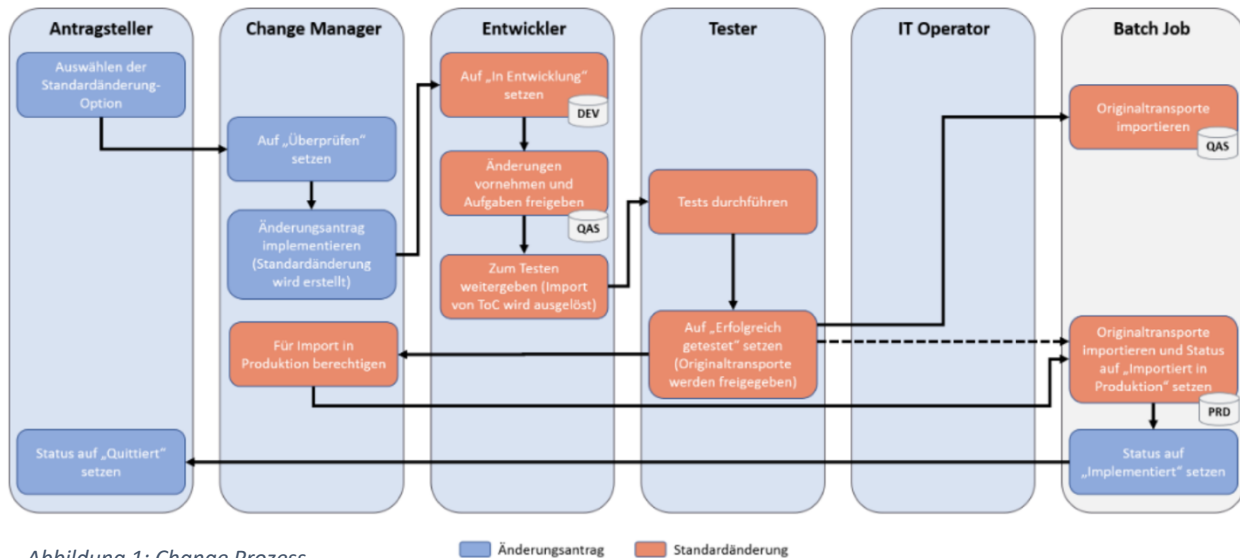 Antragsteller
Change Manager
Entwickler
Tester
IT Operator
Batch Job
Auswählen der
Standardänderung-
Option
Auf „Überprüfen“
setzen
Änderungsantrag
implementieren
(Standardänderung
wird erstellt)
Für Import in
Produktion berechtigen
Status auf „Quittiert“
setzen
Auf „In Entwicklung“
setzen
DEV
Änderungen
vornehmen und
Aufgaben freigeben
QAS
Zum Testen
weitergeben (Import
von ToC wird ausgelöst)
Tests durchführen
Auf „Erfolgreich
getestet“ setzen
(Originaltransporte
werden freigegeben)
Originaltransporte
importieren
QAS
Originaltransporte
importieren und Status
auf „Importiert in
Produktion“ setzen
PRD
Status auf
„Implementiert“ setzen
Abbildung 1: Change Prozess
Änderungsantrag
Standardänderung